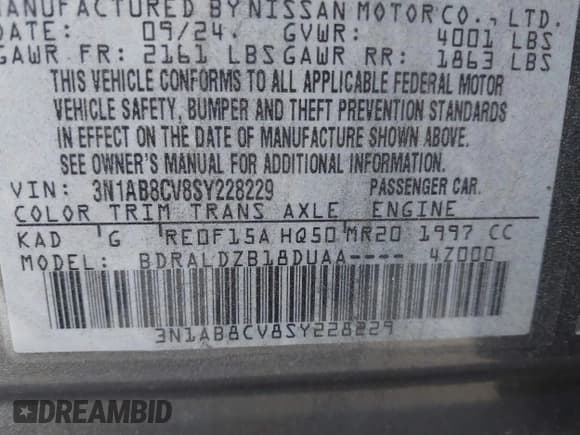 MANUFACTURED BY NISSAN MOTOR CO., LTD.
DATE: 09/24. GVWR: 4001 LBS
GAWR FR: 2161 LBS GAWR RR: 1863 LBS
THIS VEHICLE CONFORMS TO ALL APPLICABLE FEDERAL MOTOR
VEHICLE SAFETY, BUMPER AND THEFT PREVENTION STANDARDS
IN EFFECT ON THE DATE OF MANUFACTURE SHOWN ABOVE.
SEE OWNER'S MANUAL FOR ADDITIONAL INFORMATION.
VIN: 3N1AB8CV8SY228229 PASSENGER CAR.
COLOR TRIM TRANS AXLE ENGINE
KAD G RE0F15A HQ50 MR20 1997 CC
MODEL: BDRALDZB18DUAA---- 4Z000
3N1AB8CV8SY228229
DREAMBID